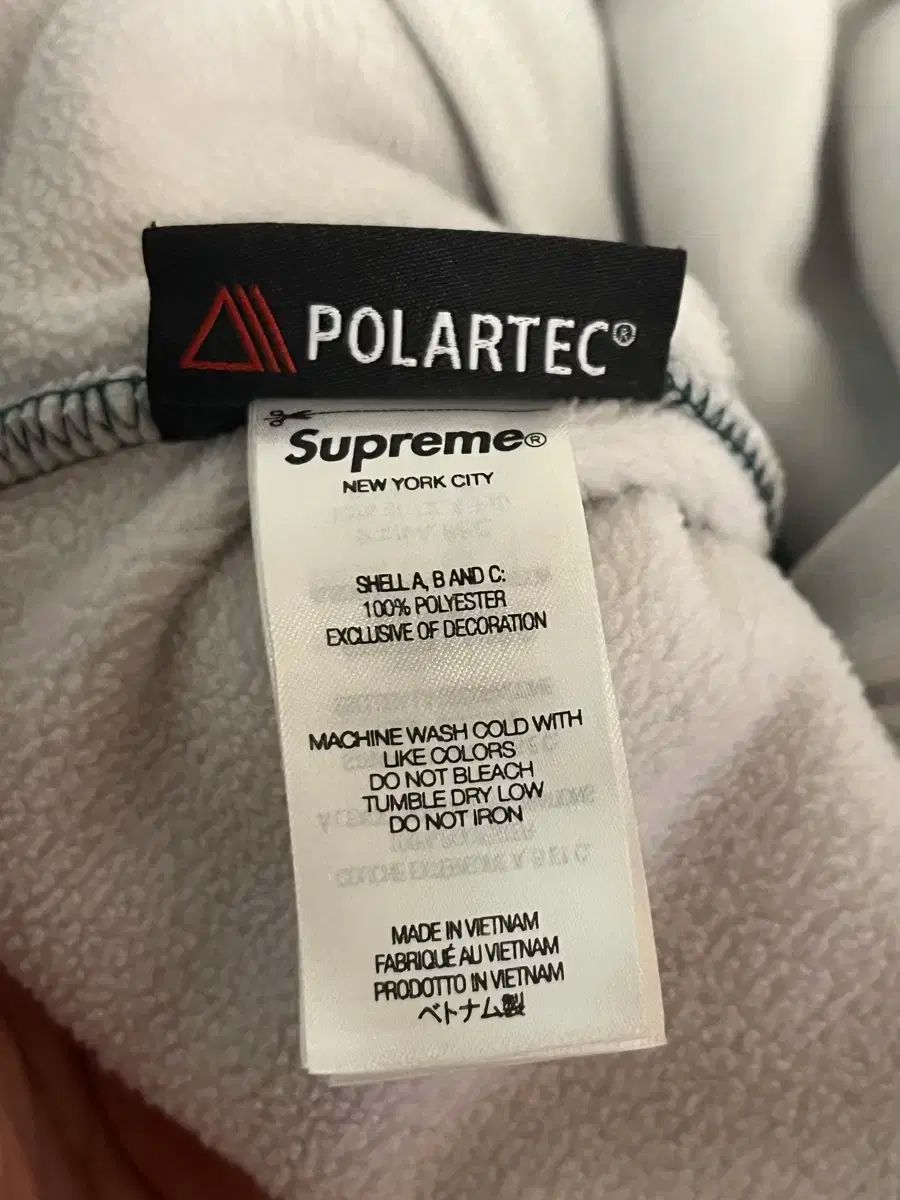 POLARTEC®
Supreme®
NEW YORK CITY
SHELL A, B AND C:
100% POLYESTER
EXCLUSIVE OF DECORATION
MACHINE WASH COLD WITH
LIKE COLORS
DO NOT BLEACH
TUMBLE DRY LOW
DO NOT IRON
MADE IN VIETNAM
FABRIQUÉ AU VIETNAM
PRODOTTO IN VIETNAM
ベトナム製